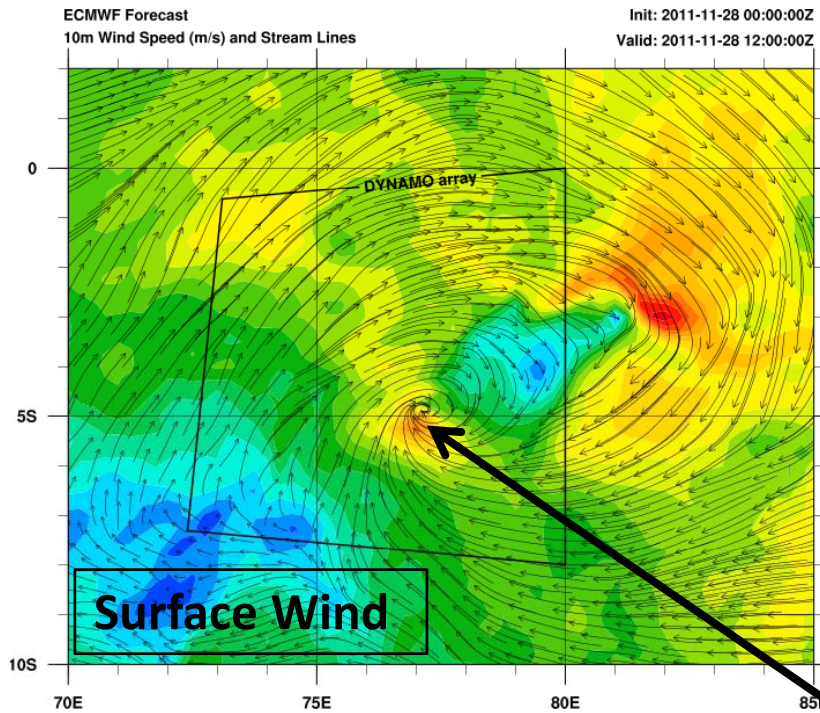 ECMWF Forecast
Init: 2011-11-28 00:00:00Z
10m Wind Speed (m/s) and Stream Lines
Valid: 2011-11-28 12:00:00Z
0
DYNAMO array
5S
Surface Wind
10S
70E
75E
80E